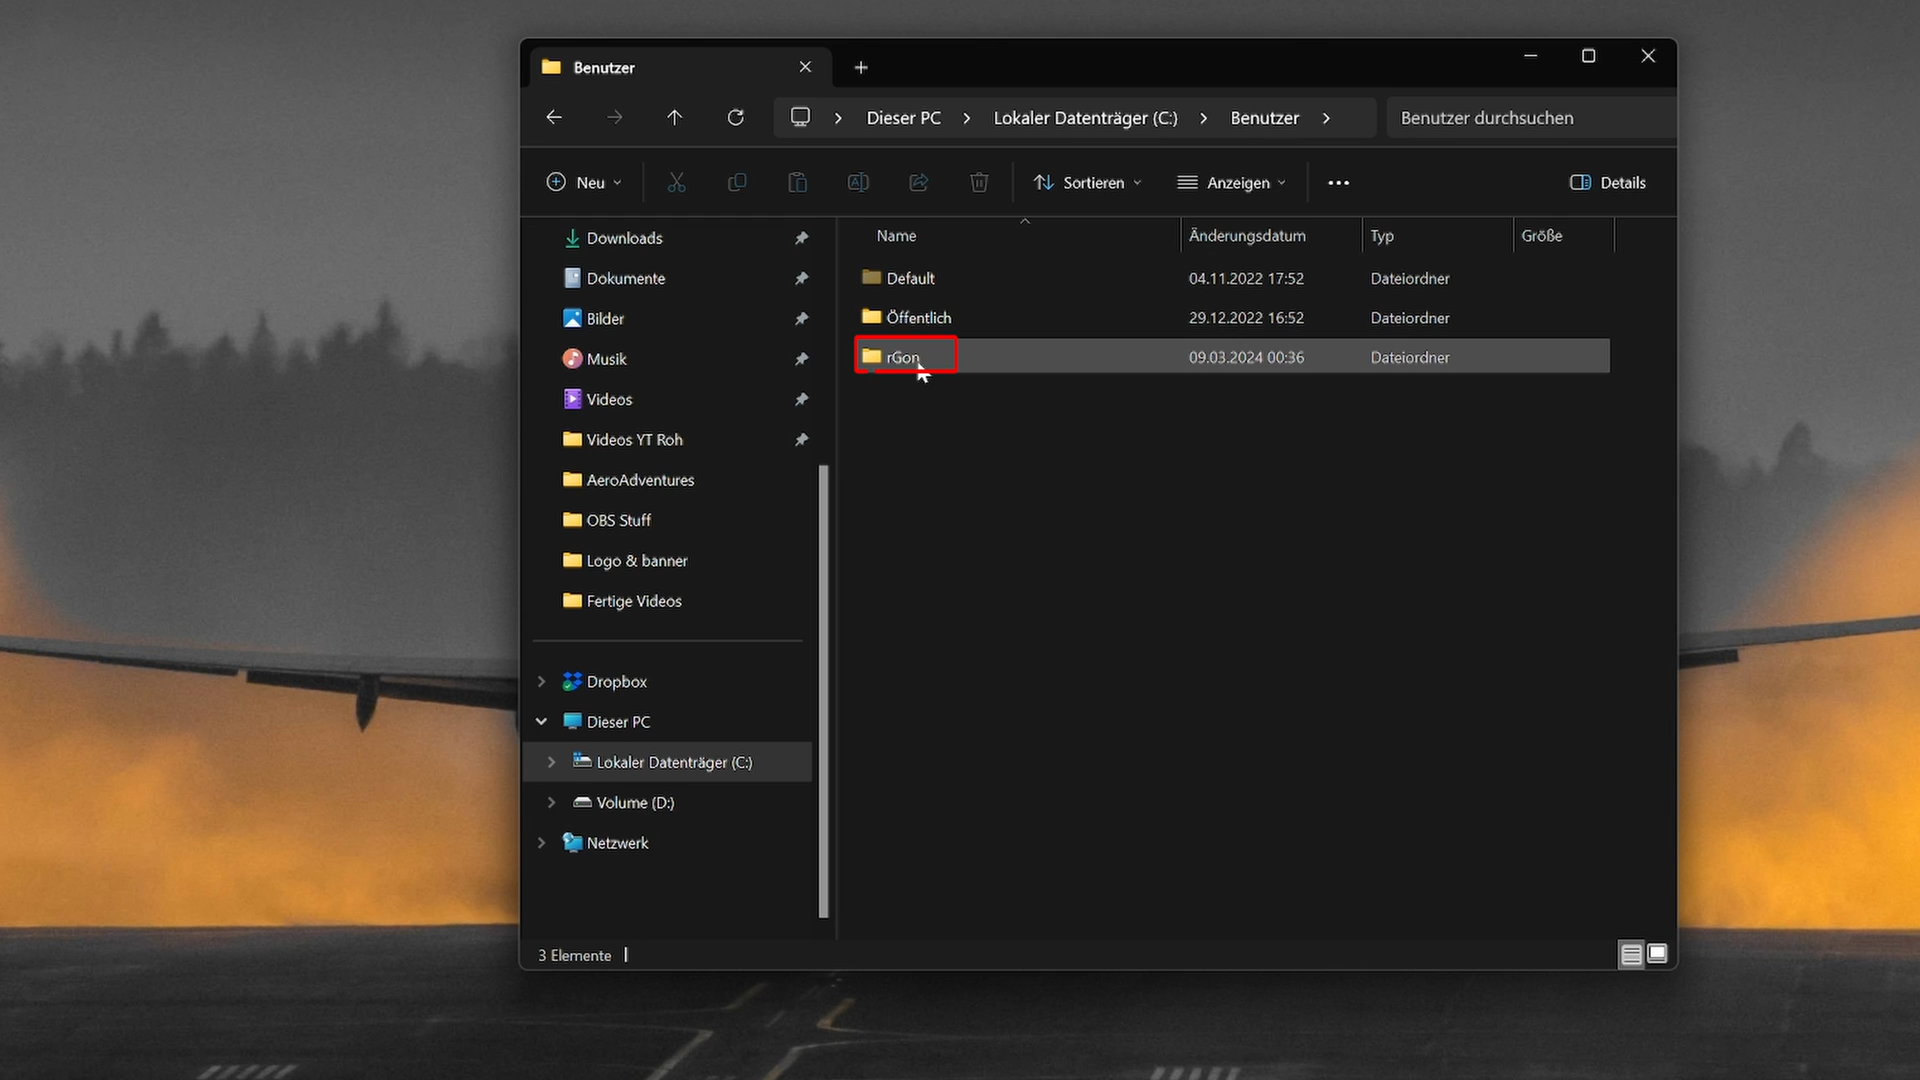 Benutzer
Dieser PC
Lokaler Datenträger (C:)
Benutzer
Benutzer durchsuchen
Neu
Sortieren
Anzeigen
Details
Downloads
Dokumente
Bilder
Musik
Videos
Videos YT Roh
AeroAdventures
OBS Stuff
Logo & banner
Fertige Videos
Dropbox
Dieser PC
Lokaler Datenträger (C:)
Volume (D:)
Netzwerk
Name Änderungsdatum Typ Größe
Default 04.11.2022 17:52 Dateiordner
Öffentlich 29.12.2022 16:52 Dateiordner
rGon 09.03.2024 00:36 Dateiordner
3 Elemente